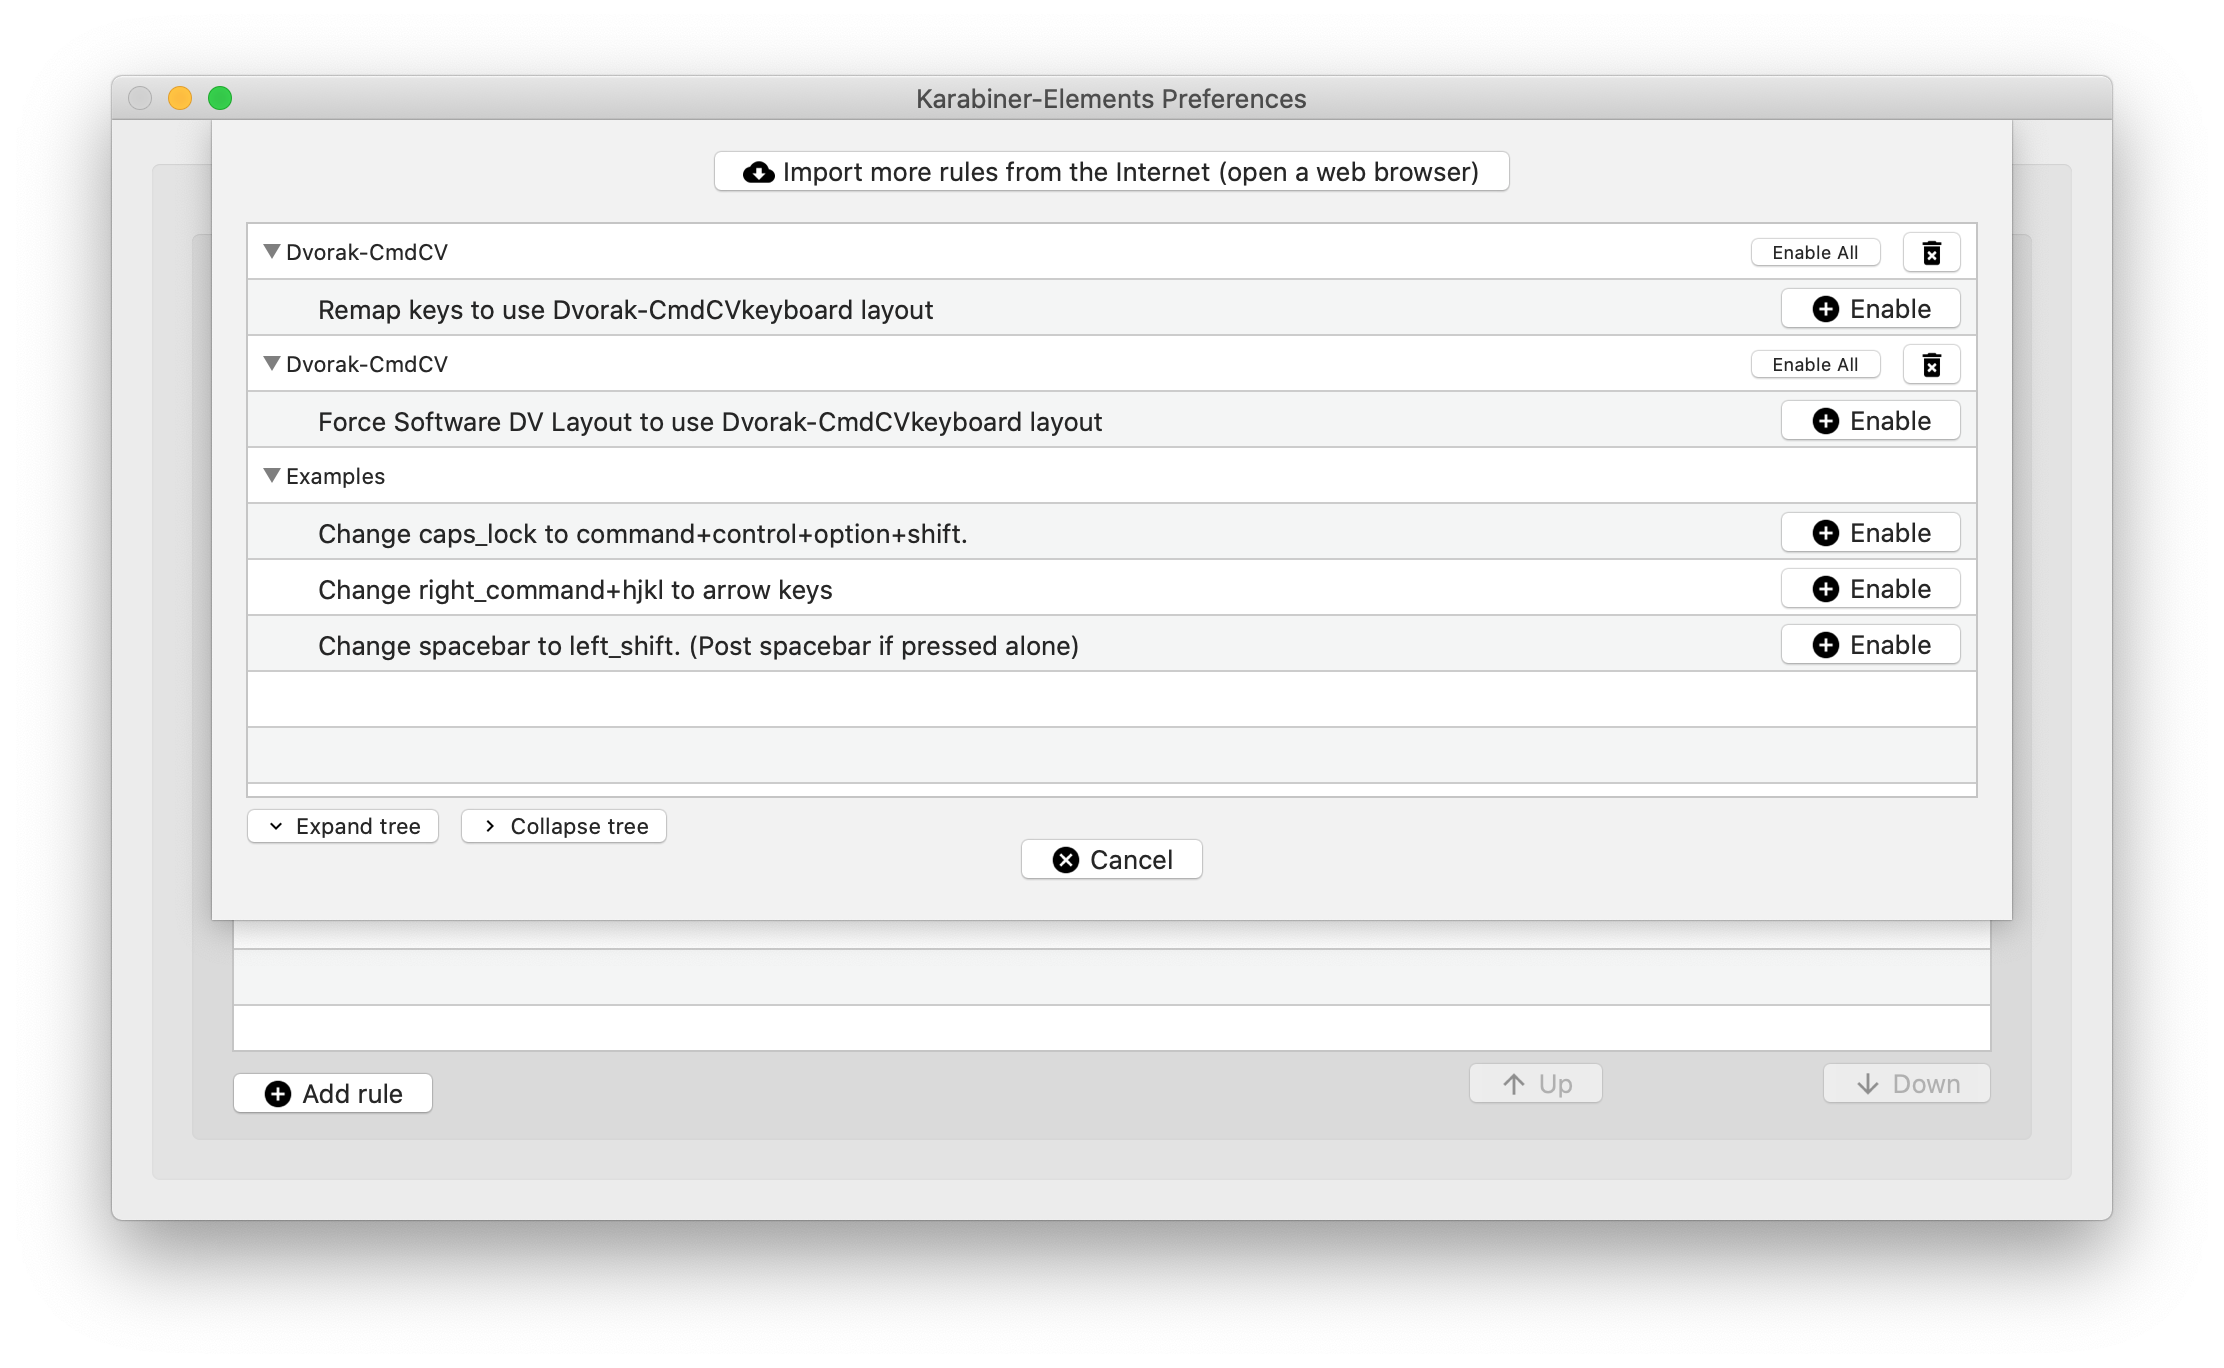 Karabiner-Elements Preferences
Import more rules from the Internet (open a web browser)
Dvorak-CmdCV Enable All
Remap keys to use Dvorak-CmdCVkeyboard layout Enable
Dvorak-CmdCV Enable All
Force Software DV Layout to use Dvorak-CmdCVkeyboard layout Enable
Examples
Change caps_lock to command+control+option+shift. Enable
Change right_command+hjkl to arrow keys Enable
Change spacebar to left_shift. (Post spacebar if pressed alone) Enable
Expand tree Collapse tree
Cancel
Add rule Up Down